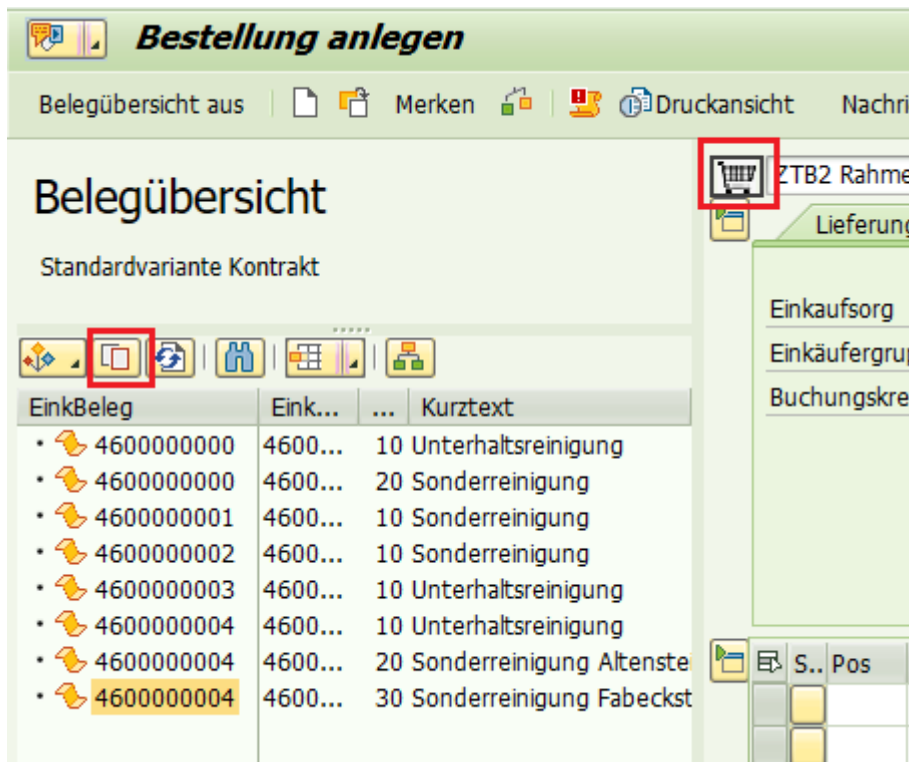 Bestellung anlegen
Belegübersicht aus Merken Druckansicht Nachri
Belegübersicht
Standardvariante Kontrakt
ZTB2 Rahme
Lieferung
Einkaufsorg
Einkäufergrup
Buchungskre
EinkBeleg Eink... ... Kurztext
4600000000 4600... 10 Unterhaltsreinigung
4600000000 4600... 20 Sonderreinigung
4600000001 4600... 10 Sonderreinigung
4600000002 4600... 10 Sonderreinigung
4600000003 4600... 10 Unterhaltsreinigung
4600000004 4600... 10 Unterhaltsreinigung
4600000004 4600... 20 Sonderreinigung Altenstei
4600000004 4600... 30 Sonderreinigung Fabeckst
S.. Pos